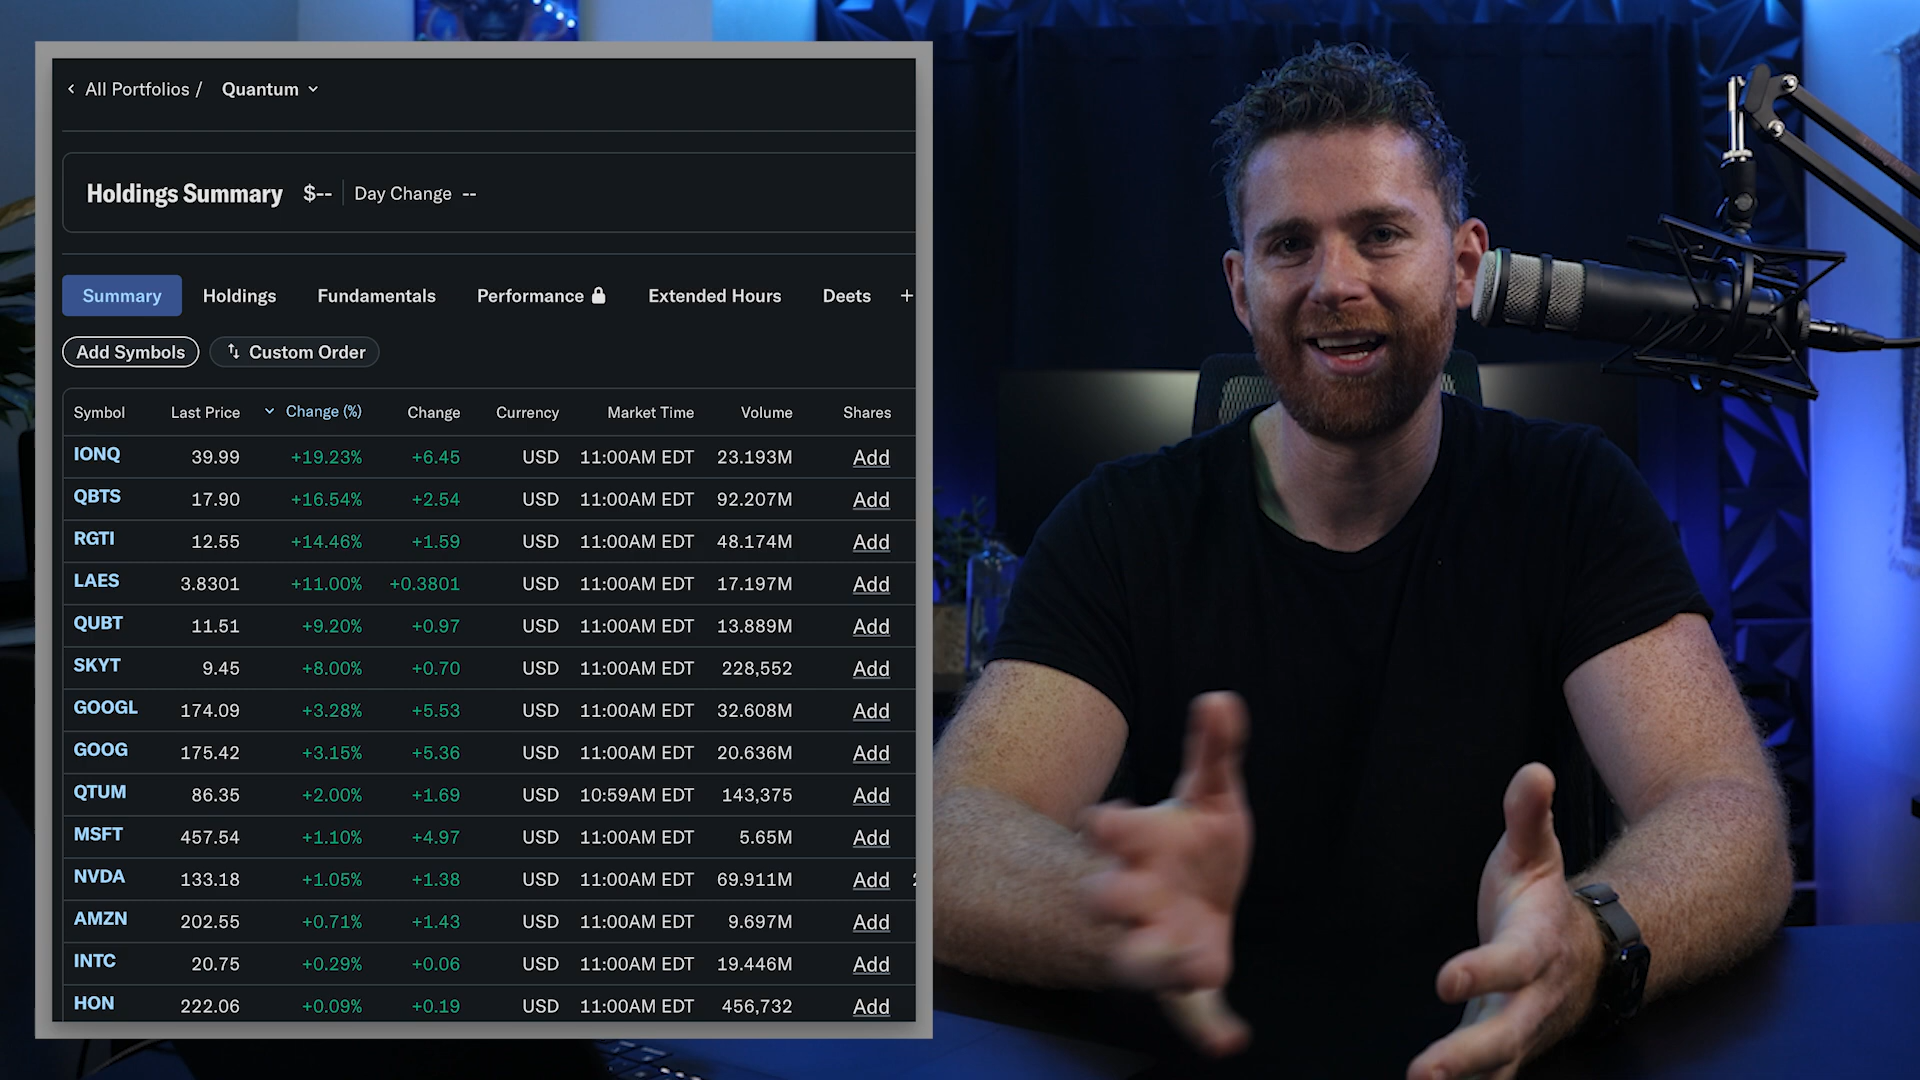 All Portfolios / Quantum
Holdings Summary $-- Day Change --
Summary Holdings Fundamentals Performance Extended Hours Deets +
Add Symbols Custom Order
Symbol Last Price Change (%) Change Currency Market Time Volume Shares
IONQ 39.99 +19.23% +6.45 USD 11:00AM EDT 23.193M Add
QBTS 17.90 +16.54% +2.54 USD 11:00AM EDT 92.207M Add
RGTI 12.55 +14.46% +1.59 USD 11:00AM EDT 48.174M Add
LAES 3.8301 +11.00% +0.3801 USD 11:00AM EDT 17.197M Add
QUBT 11.51 +9.20% +0.97 USD 11:00AM EDT 13.889M Add
SKYT 9.45 +8.00% +0.70 USD 11:00AM EDT 228,552 Add
GOOGL 174.09 +3.28% +5.53 USD 11:00AM EDT 32.608M Add
GOOG 175.42 +3.15% +5.36 USD 11:00AM EDT 20.636M Add
QTUM 86.35 +2.00% +1.69 USD 10:59AM EDT 143,375 Add
MSFT 457.54 +1.10% +4.97 USD 11:00AM EDT 5.65M Add
NVDA 133.18 +1.05% +1.38 USD 11:00AM EDT 69.911M Add
AMZN 202.55 +0.71% +1.43 USD 11:00AM EDT 9.697M Add
INTC 20.75 +0.29% +0.06 USD 11:00AM EDT 19.446M Add
HON 222.06 +0.09% +0.19 USD 11:00AM EDT 456,732 Add